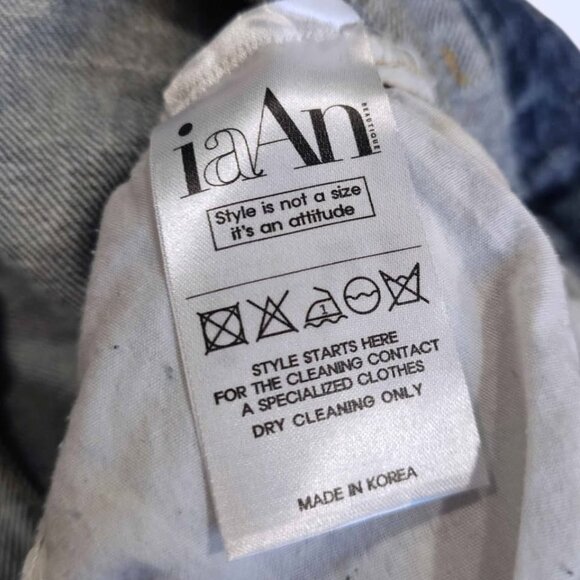 iaAn
BEAUTIQUE
Style is not a size
it's an attitude
1
STYLE STARTS HERE
FOR THE CLEANING CONTACT
A SPECIALIZED CLOTHES
DRY CLEANING ONLY
MADE IN KOREA